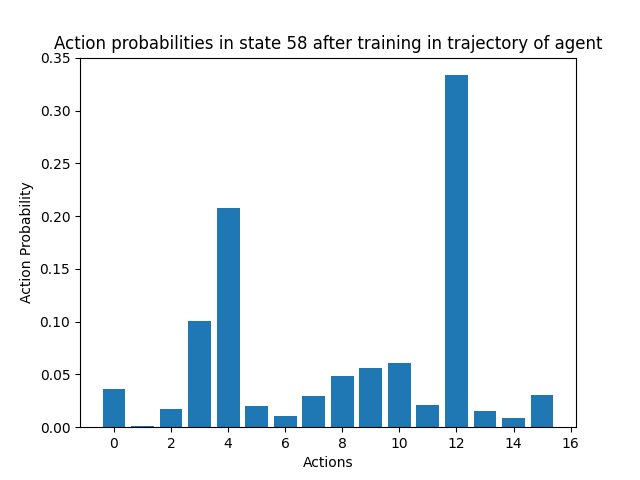 Action probabilities in state 58 after training in trajectory of agent
0.35
0.30
0.25
0.20
0.15
0.10
0.05
0.00
Action Probability
0 2 4 6 8 10 12 14 16
Actions